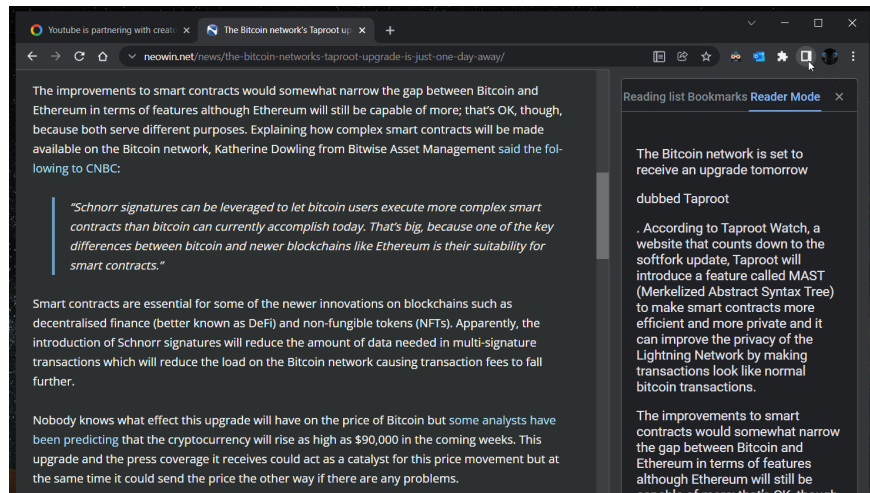 Youtube is partnering with creato
The Bitcoin network's Taproot up
neowin.net/news/the-bitcoin-networks-taproot-upgrade-is-just-one-day-away/
The improvements to smart contracts would somewhat narrow the gap between Bitcoin and
Ethereum in terms of features although Ethereum will still be capable of more; that's OK, though,
because both serve different purposes. Explaining how complex smart contracts will be made
available on the Bitcoin network, Katherine Dowling from Bitwise Asset Management said the fol-
lowing to CNBC:
“Schnorr signatures can be leveraged to let bitcoin users execute more complex smart
contracts than bitcoin can currently accomplish today. That’s big, because one of the key
differences between bitcoin and newer blockchains like Ethereum is their suitability for
smart contracts.”
Smart contracts are essential for some of the newer innovations on blockchains such as
decentralised finance (better known as DeFi) and non-fungible tokens (NFTs). Apparently, the
introduction of Schnorr signatures will reduce the amount of data needed in multi-signature
transactions which will reduce the load on the Bitcoin network causing transaction fees to fall
further.
Nobody knows what effect this upgrade will have on the price of Bitcoin but some analysts have
been predicting that the cryptocurrency will rise as high as $90,000 in the coming weeks. This
upgrade and the press coverage it receives could act as a catalyst for this price movement but at
the same time it could send the price the other way if there are any problems.
Reading list Bookmarks Reader Mode
The Bitcoin network is set to
receive an upgrade tomorrow
dubbed Taproot
. According to Taproot Watch, a
website that counts down to the
softfork update, Taproot will
introduce a feature called MAST
(Merkelized Abstract Syntax Tree)
to make smart contracts more
efficient and more private and it
can improve the privacy of the
Lightning Network by making
transactions look like normal
bitcoin transactions.
The improvements to smart
contracts would somewhat narrow
the gap between Bitcoin and
Ethereum in terms of features
although Ethereum will still be
capable of more; that's OK, though